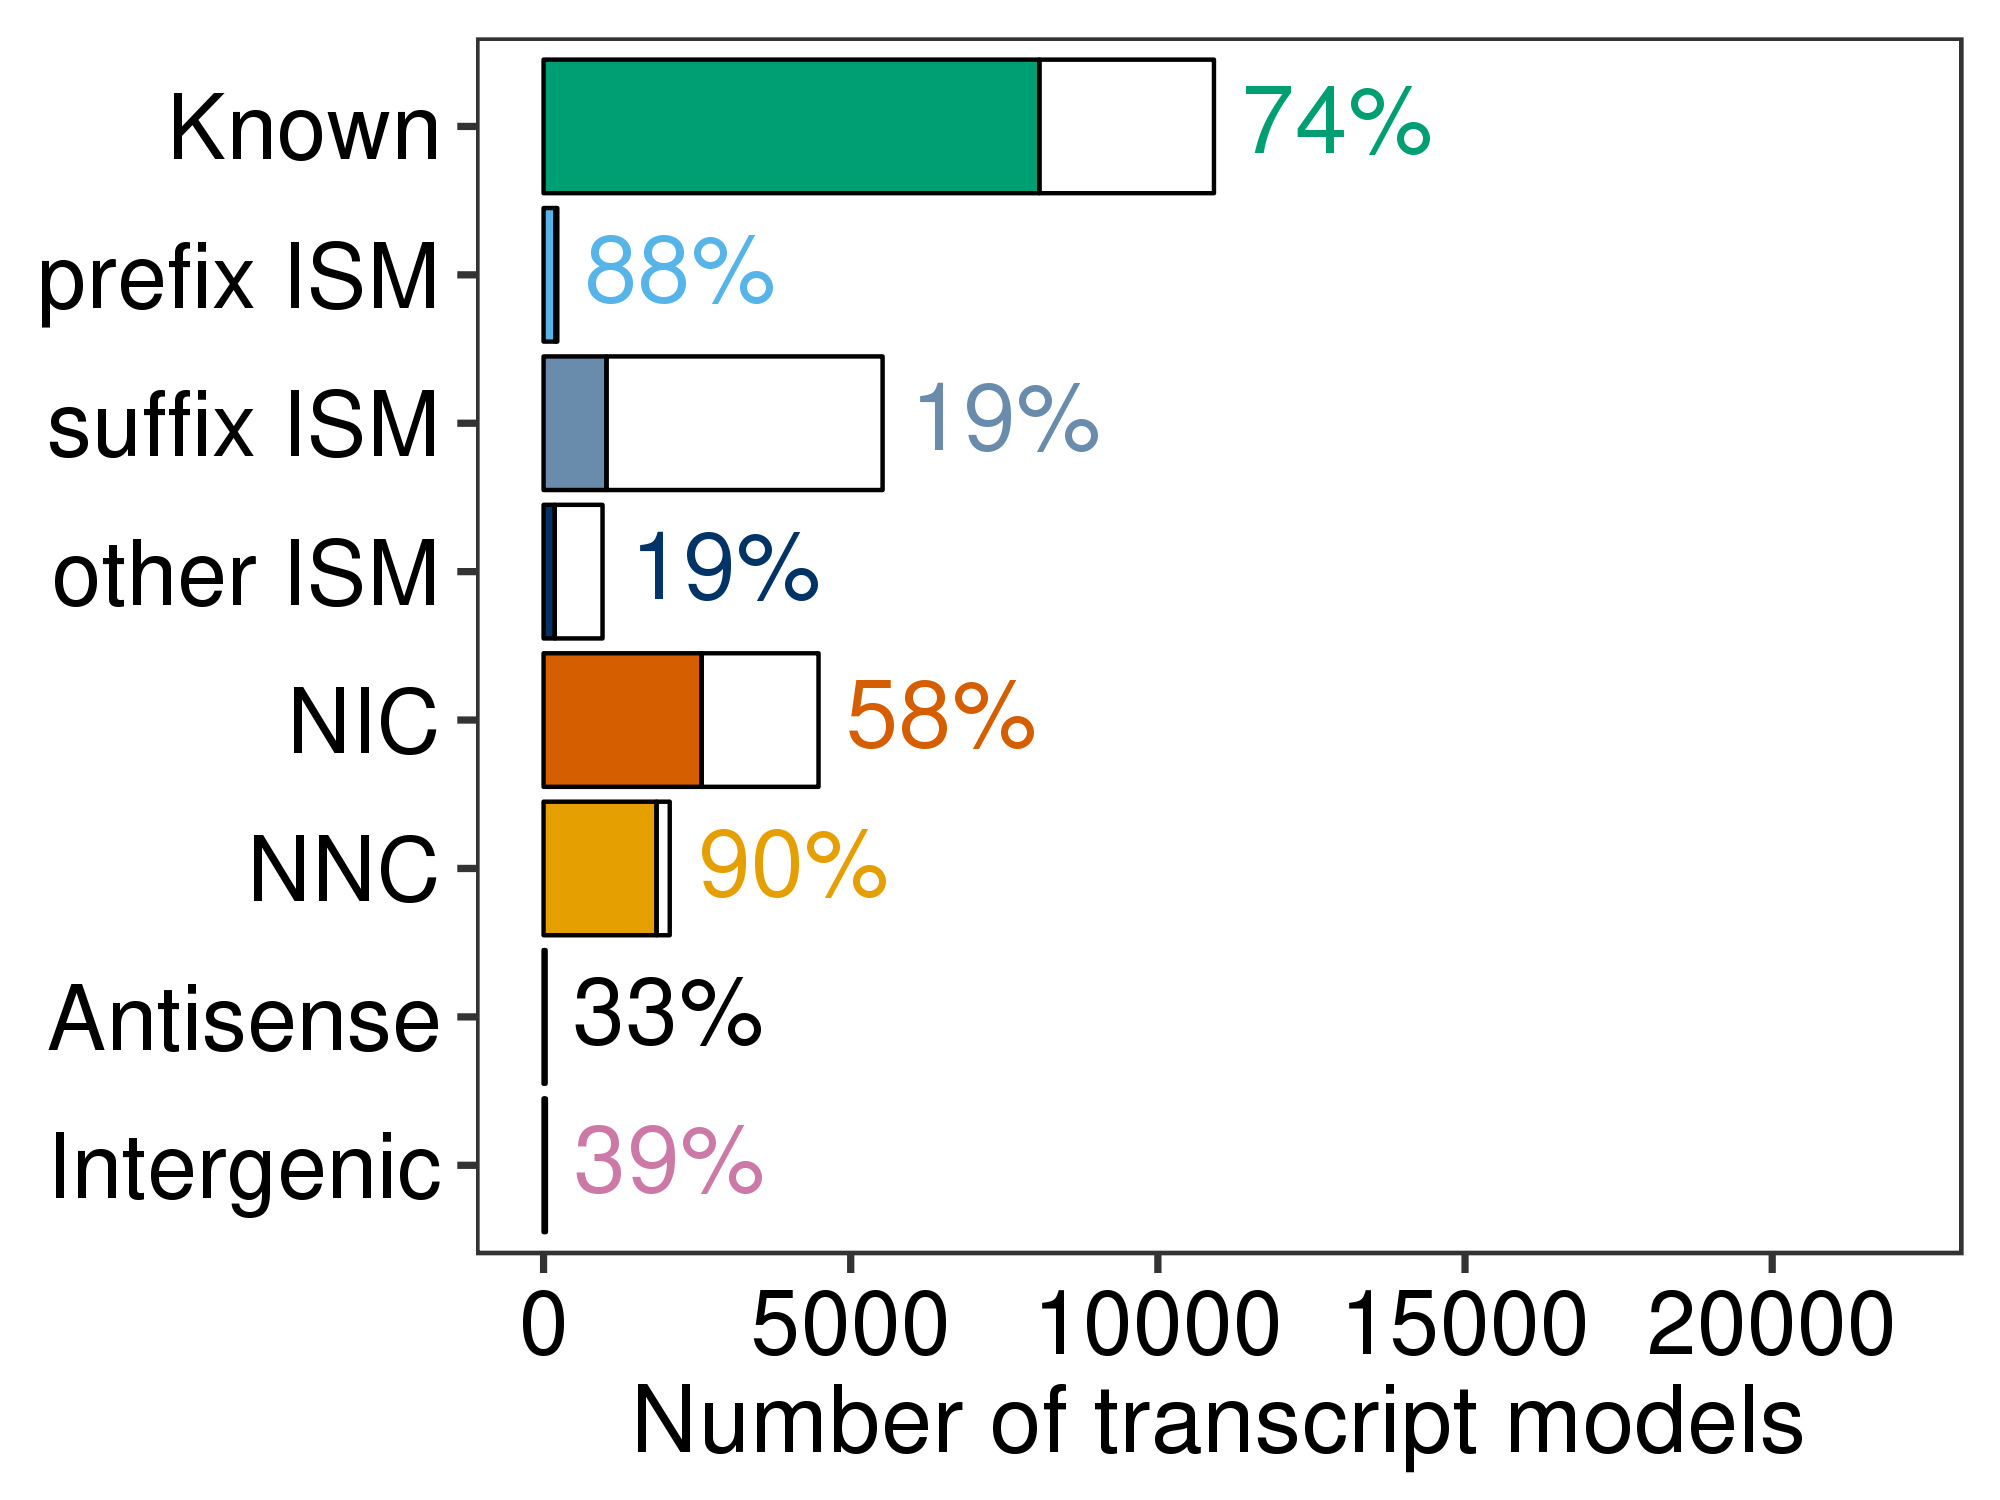 Known 74%
prefix ISM 88%
suffix ISM 19%
other ISM 19%
NIC 58%
NNC 90%
Antisense 33%
Intergenic 39%
0 5000 10000 15000 20000
Number of transcript models